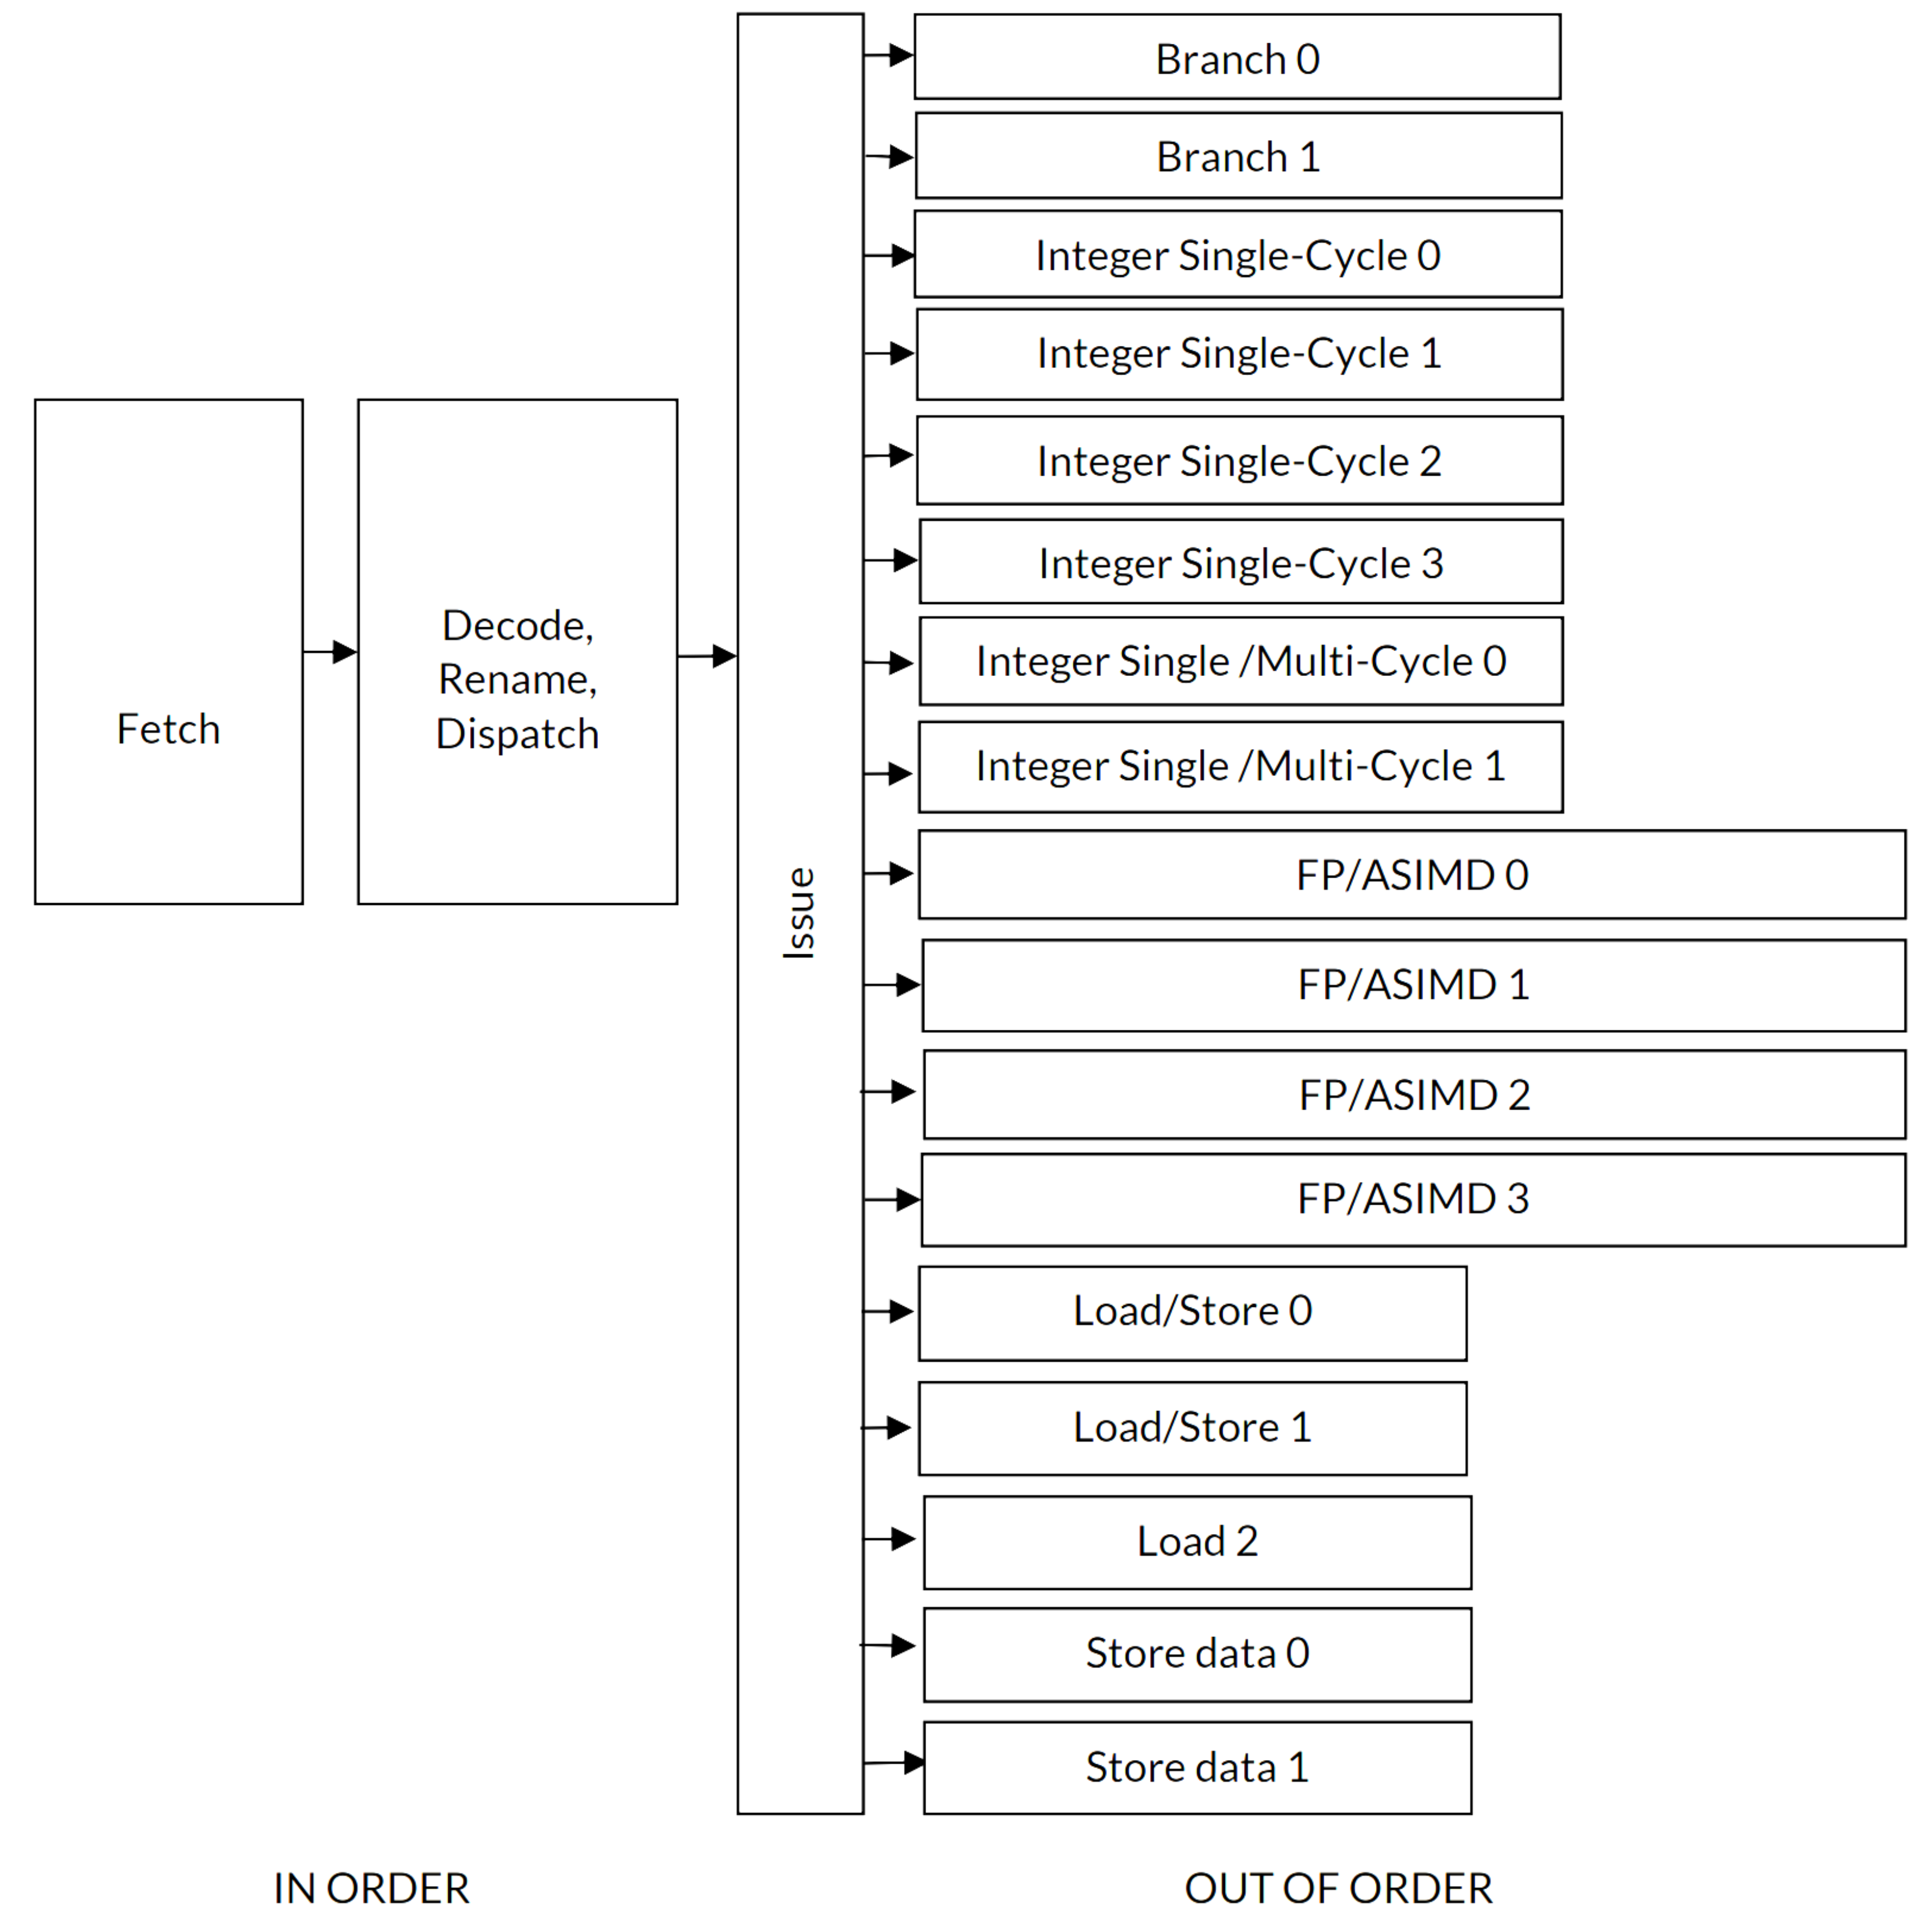 Fetch
Decode,
Rename,
Dispatch
Issue
Branch 0
Branch 1
Integer Single-Cycle 0
Integer Single-Cycle 1
Integer Single-Cycle 2
Integer Single-Cycle 3
Integer Single /Multi-Cycle 0
Integer Single /Multi-Cycle 1
FP/ASIMD 0
FP/ASIMD 1
FP/ASIMD 2
FP/ASIMD 3
Load/Store 0
Load/Store 1
Load 2
Store data 0
Store data 1
IN ORDER
OUT OF ORDER